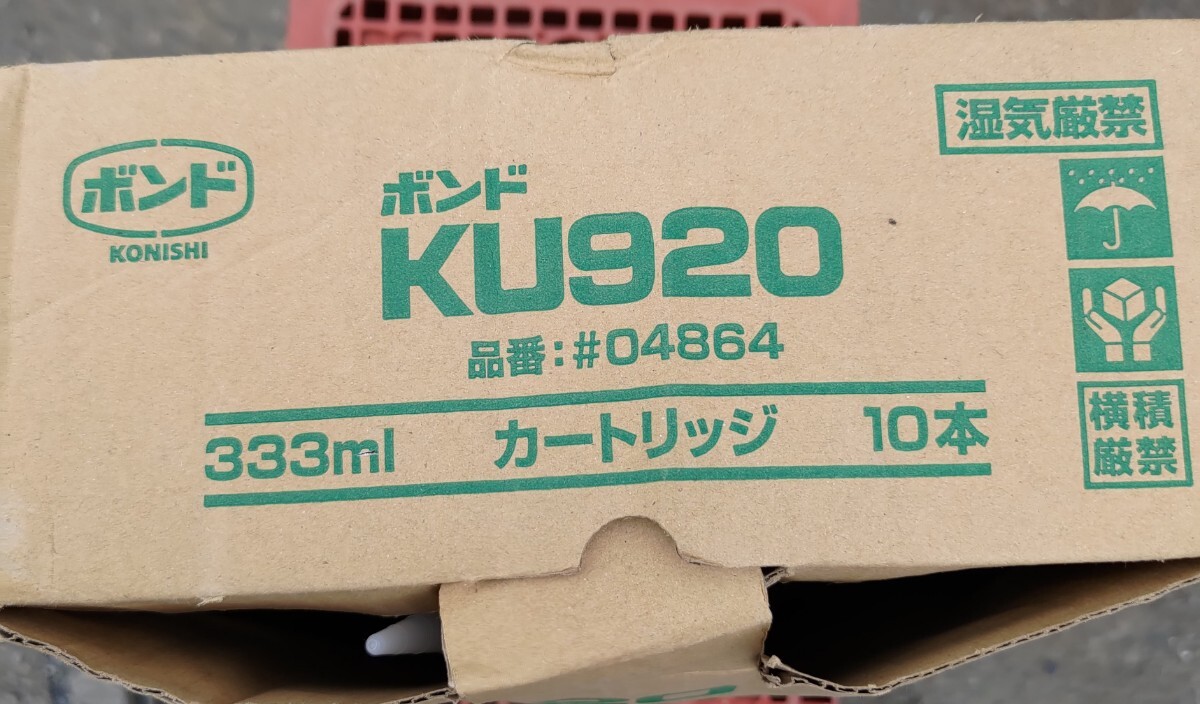 ボンド
KONISHI
ボンド
KU920
品番:#04864
333ml カートリッジ 10本
湿気厳禁
横積
厳禁